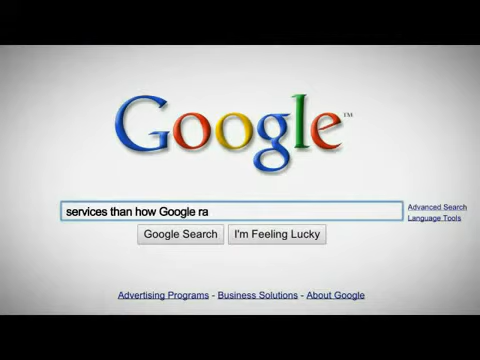 Google™
services than how Google ra
Advanced Search
Language Tools
Google Search
I'm Feeling Lucky
Advertising Programs - Business Solutions - About Google